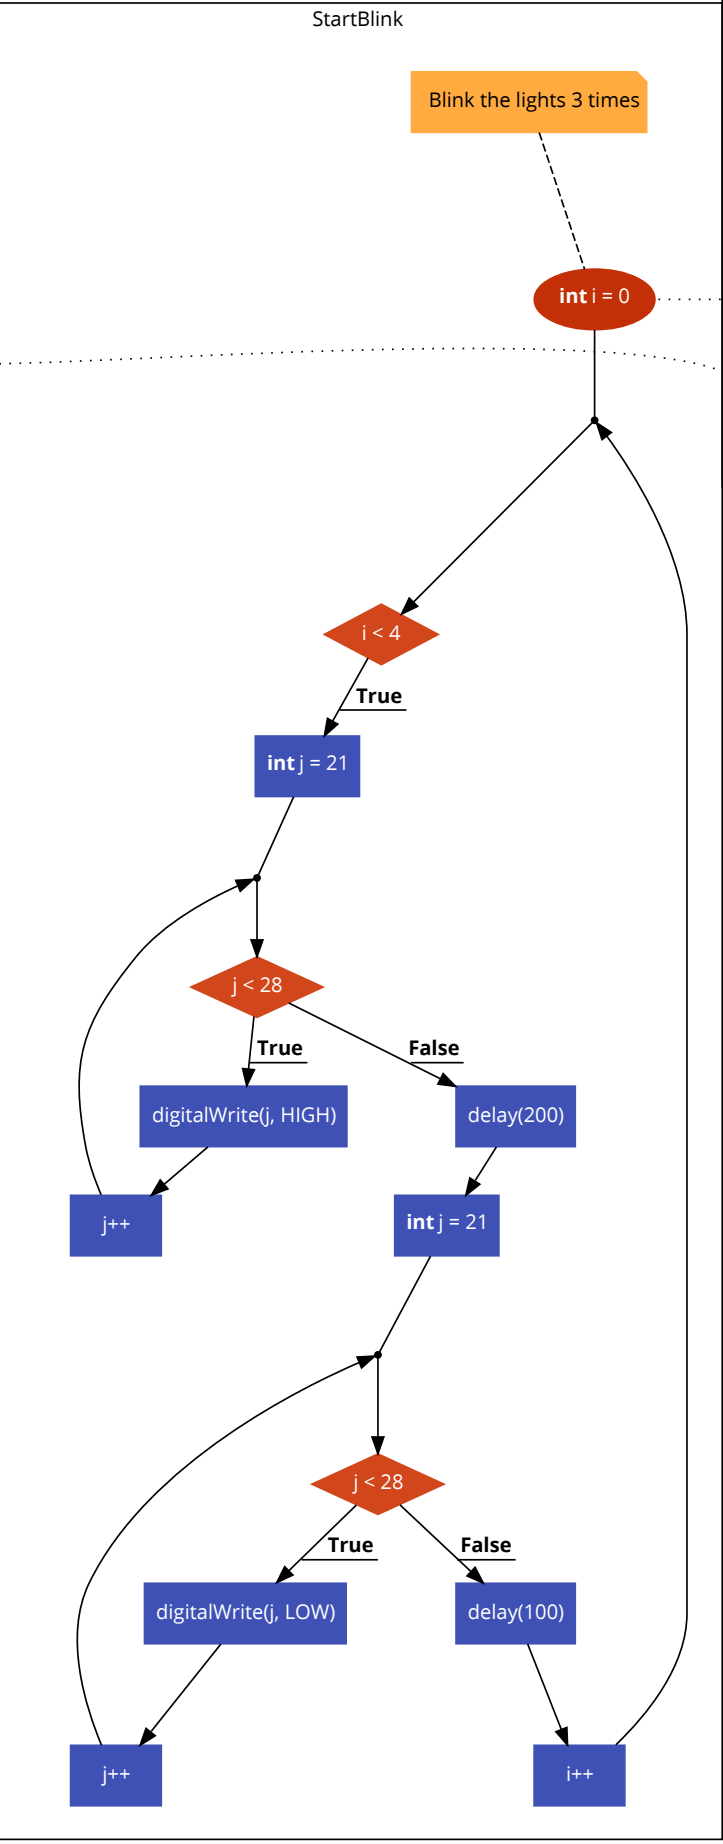 StartBlink
Blink the lights 3 times
int i = 0
i < 4
True
int j = 21
j < 28
True
False
digitalWrite(j, HIGH)
delay(200)
j++
int j = 21
j < 28
True
False
digitalWrite(j, LOW)
delay(100)
j++
i++